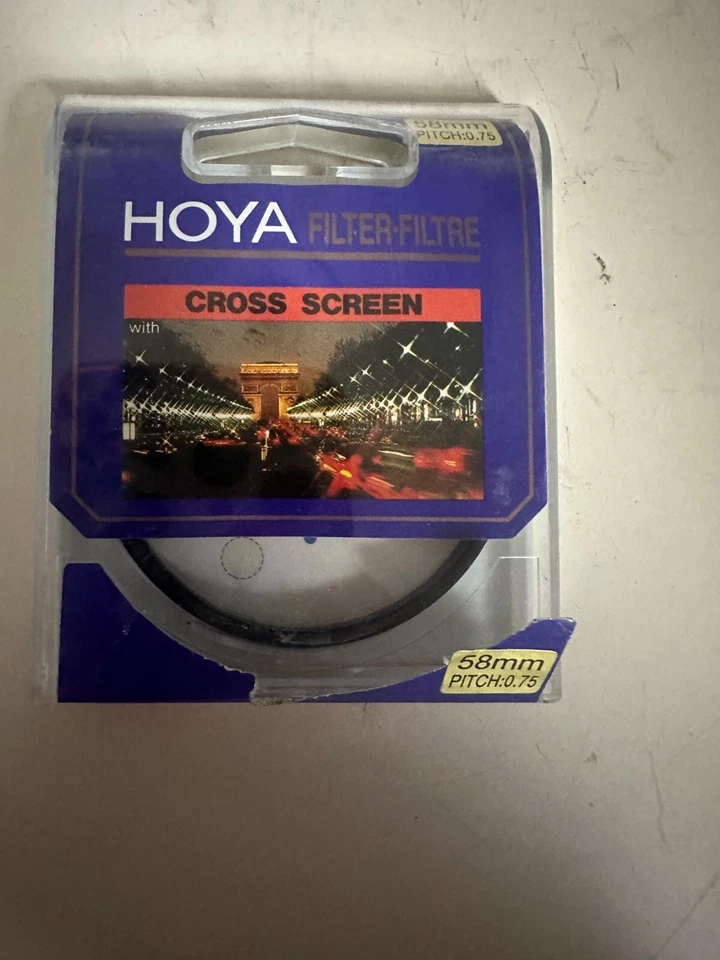 58mm
PITCH:0.75
HOYA FILTER·FILTRE
CROSS SCREEN
with
58mm
PITCH:0.75